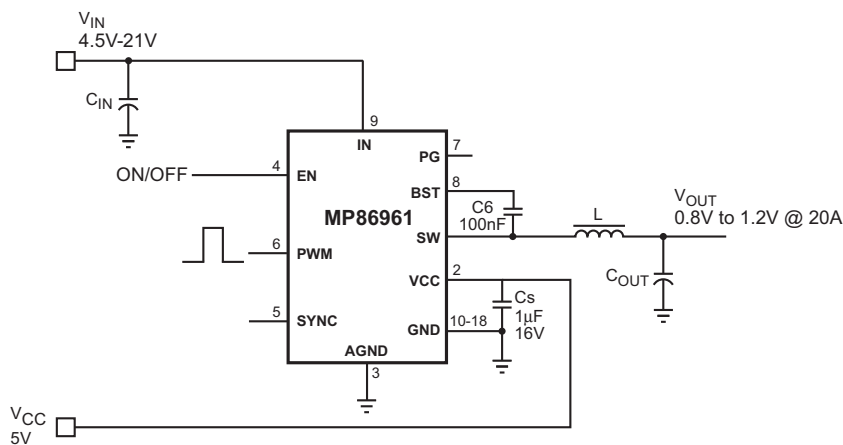 VIN
4.5V-21V
CIN
9
IN
7
PG
ON/OFF
4
EN
8
BST
MP86961
C6
100nF
L
VOUT
0.8V to 1.2V @ 20A
SW
6
PWM
COUT
2
VCC
5
SYNC
Cs
1µF
16V
10-18
GND
AGND
3
VCC
5V